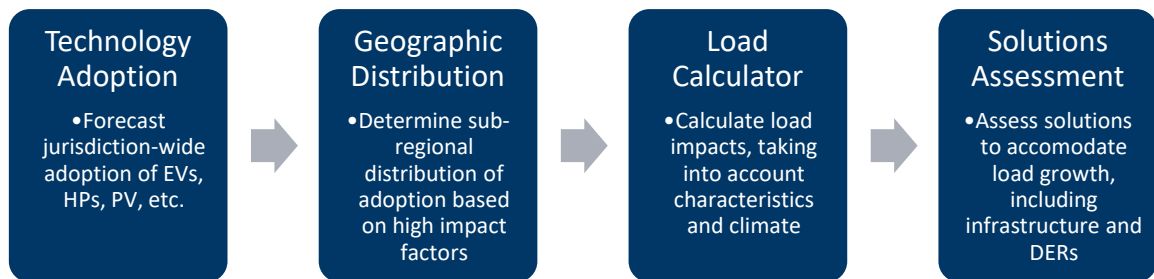 Technology
Adoption
•Forecast
jurisdiction-wide
adoption of EVs,
HPs, PV, etc.
Geographic
Distribution
•Determine sub-
regional
distribution of
adoption based
on high impact
factors
Load
Calculator
•Calculate load
impacts, taking
into account
characteristics
and climate
Solutions
Assessment
•Assess solutions
to accomodate
load growth,
including
infrastructure and
DERs